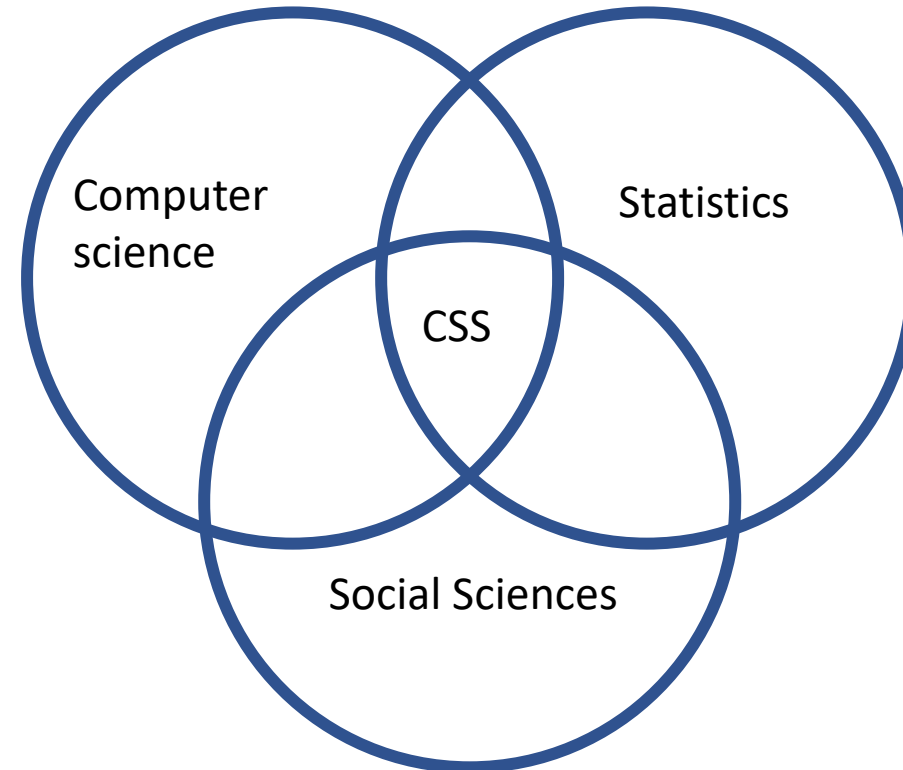 Computer
science
Statistics
CSS
Social Sciences